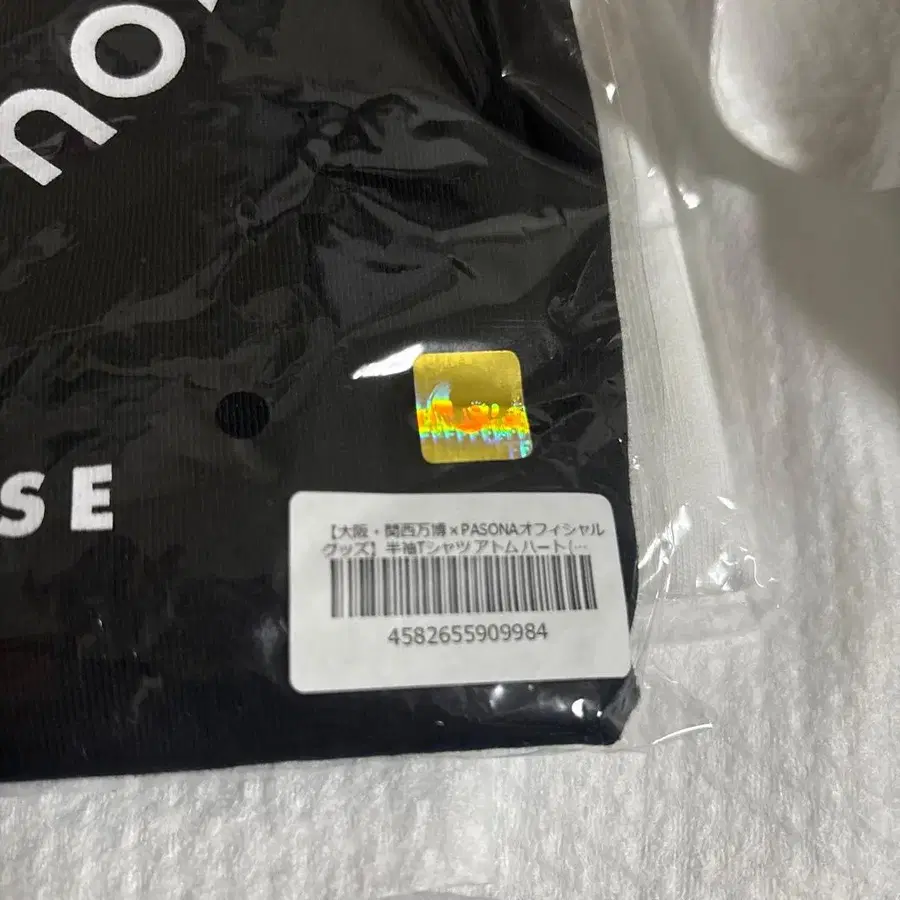 nou
SE
【大阪・関西万博×PASONAオフィシャル
グッズ】半袖Tシャツ アトム ハート (…
4582655909984